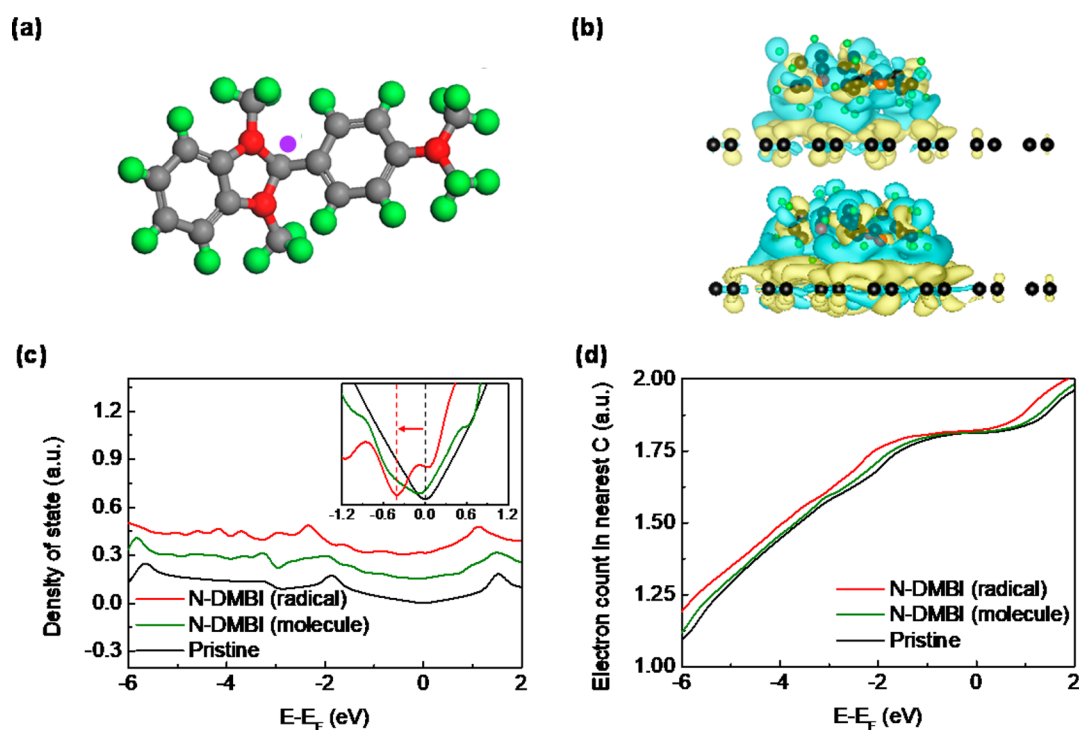 (a)
(b)
(c)
Density of state (a.u.)
1.2
0.9
0.6
0.3
0.0
-0.3
-1.2 -0.6 0.0 0.6 1.2
N-DMBI (radical)
N-DMBI (molecule)
Pristine
-6 -4 -2 0 2
E-E_F (eV)
(d)
Electron count in nearest C (a.u.)
2.00
1.75
1.50
1.25
1.00
N-DMBI (radical)
N-DMBI (molecule)
Pristine
-6 -4 -2 0 2
E-E_F (eV)